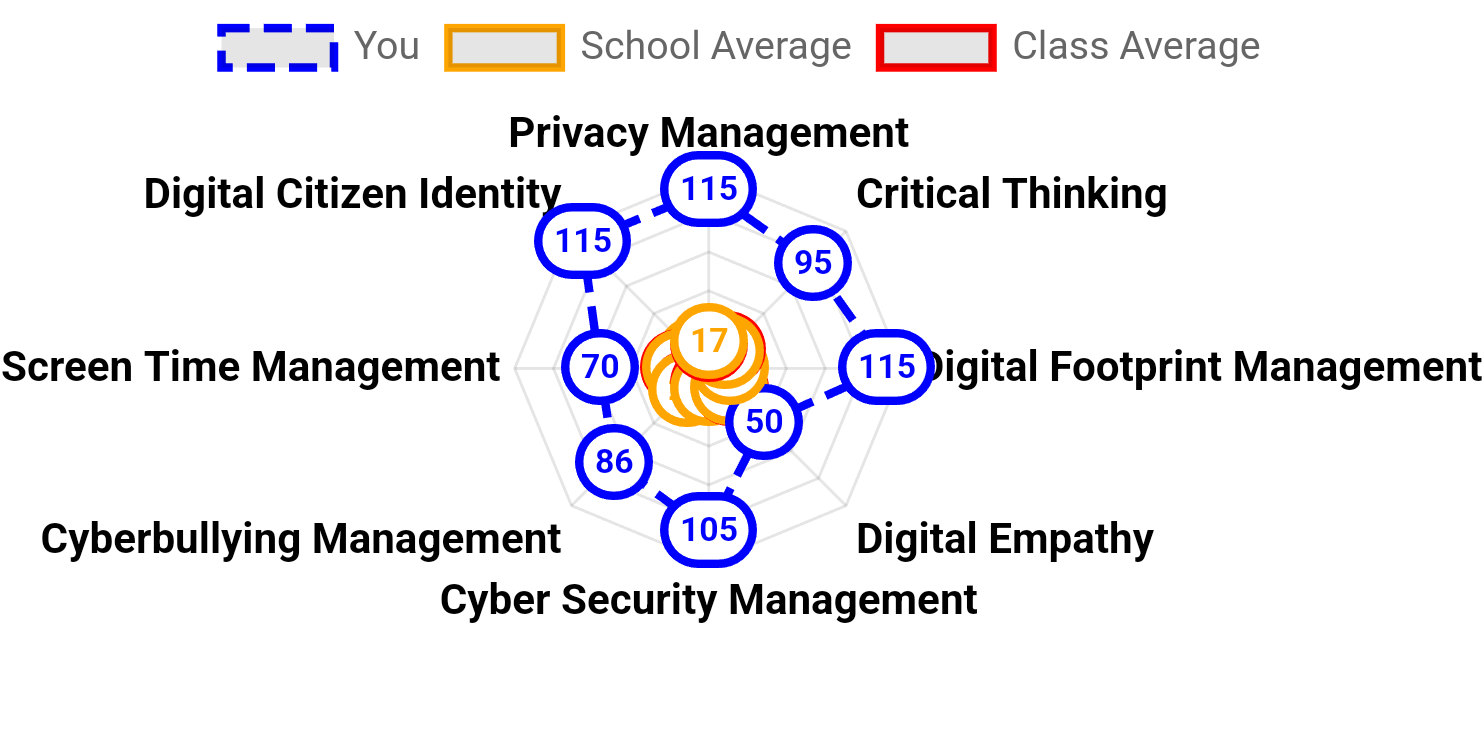 You School Average Class Average
Privacy Management
Digital Citizen Identity
Critical Thinking
115
115
95
17
Screen Time Management
70
115
Digital Footprint Management
50
86
105
Cyberbullying Management
Digital Empathy
Cyber Security Management